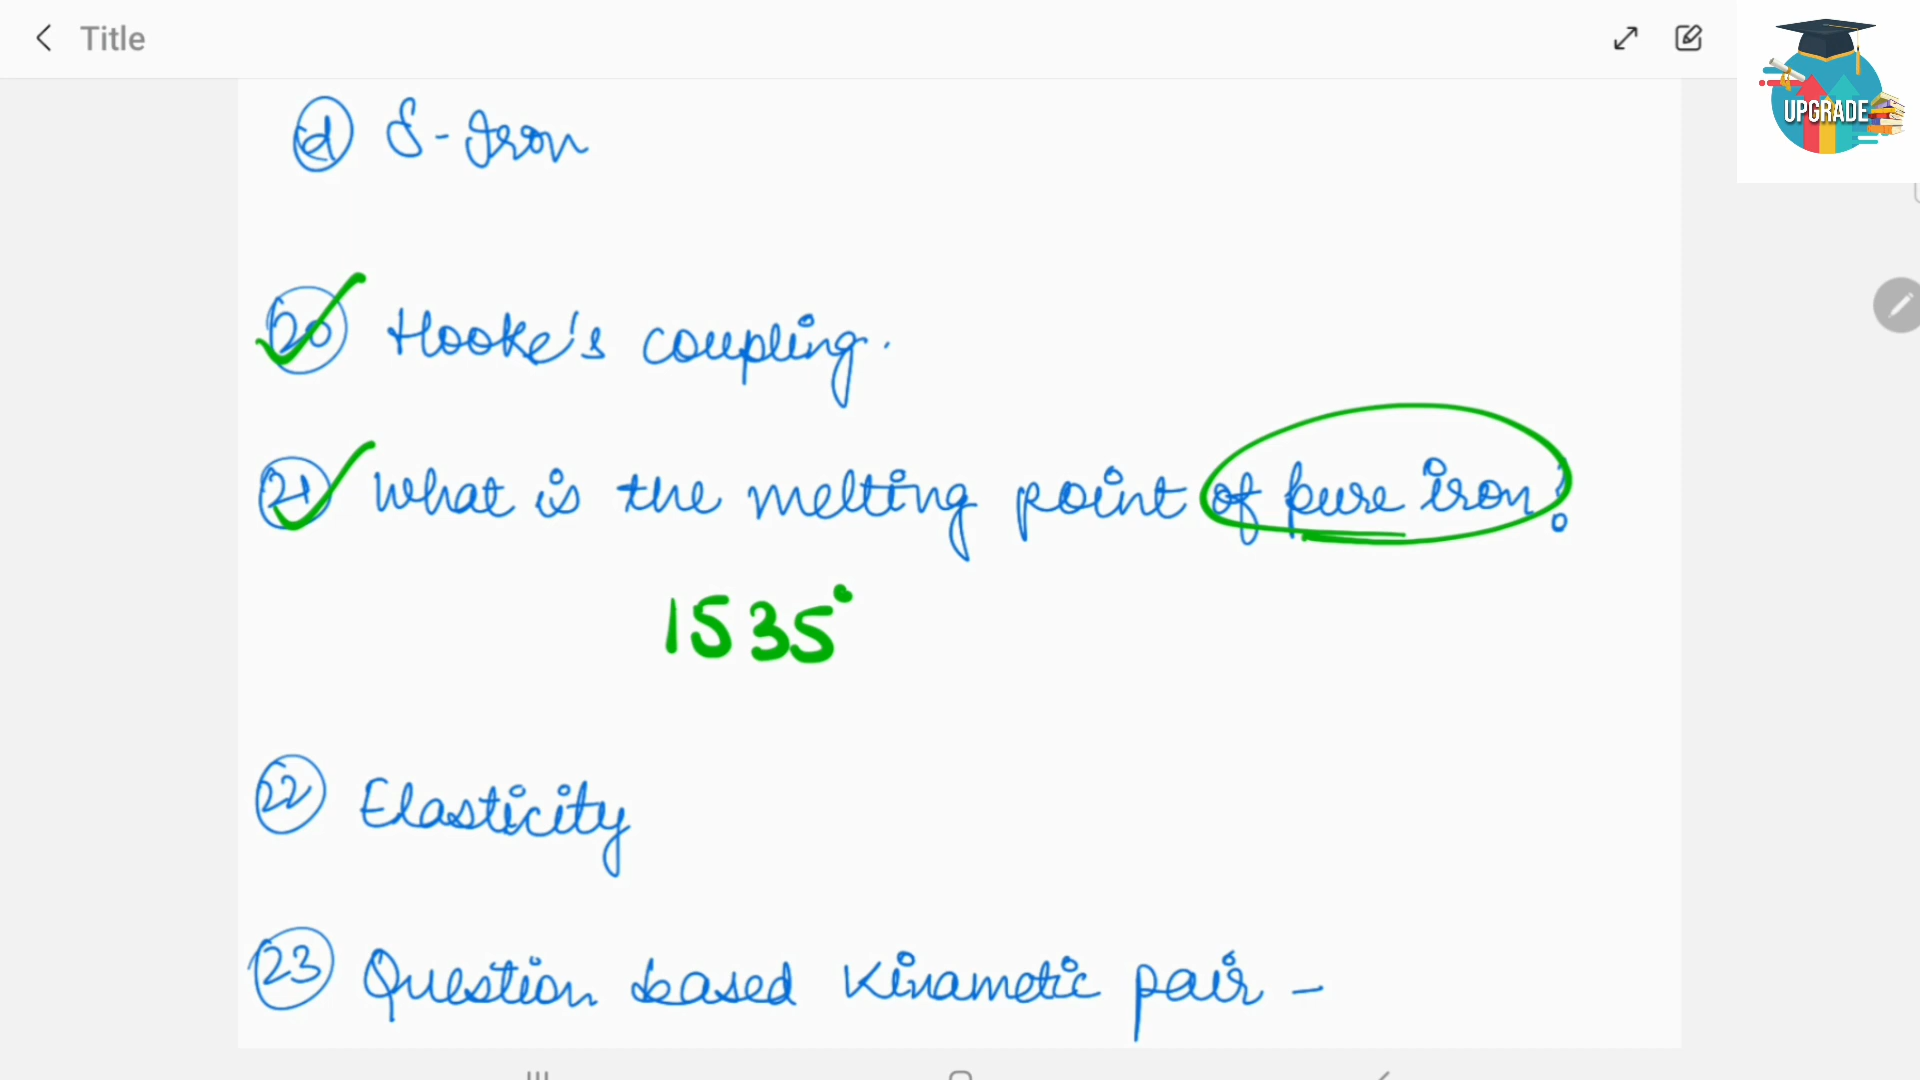 Title
UPGRADE
(d) δ-Iron
(20) Hooke's coupling.
(21) What is the melting point of pure iron?
1535°
(22) Elasticity
(23) Question based Kinametic pair -